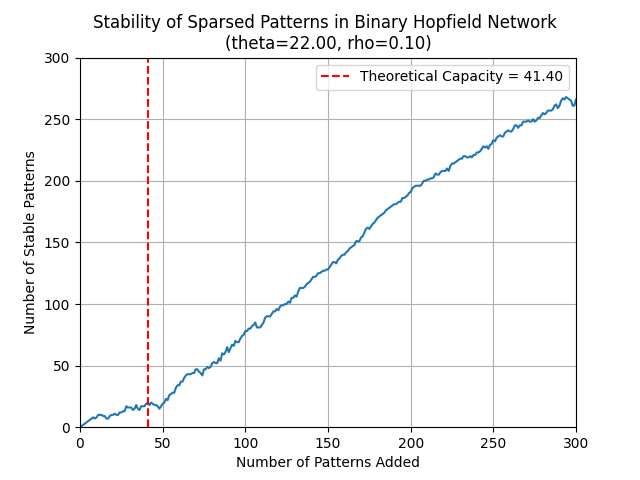 Stability of Sparsed Patterns in Binary Hopfield Network
(theta=22.00, rho=0.10)
Theoretical Capacity = 41.40
Number of Stable Patterns
300
250
200
150
100
50
0
0 50 100 150 200 250 300
Number of Patterns Added